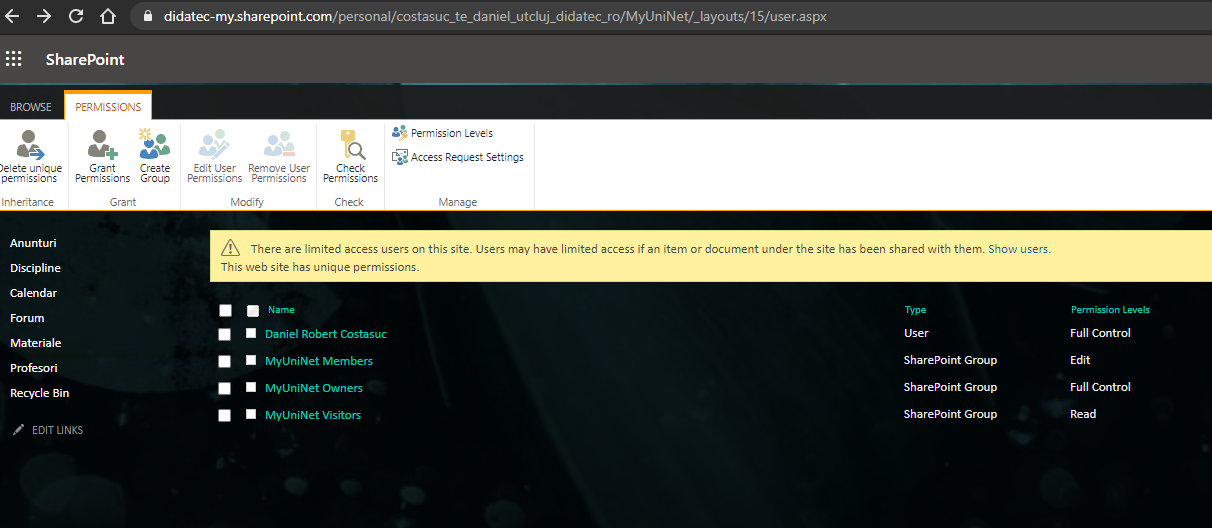 didatec-my.sharepoint.com/personal/costasuc_te_daniel_utcluj_didatec_ro/MyUniNet/_layouts/15/user.aspx
SharePoint
BROWSE PERMISSIONS
Delete unique permissions
Grant Permissions
Create Group
Edit User Permissions
Remove User Permissions
Check Permissions
Permission Levels
Access Request Settings
Inheritance Grant Modify Check Manage
Anunturi
Discipline
Calendar
Forum
Materiale
Profesori
Recycle Bin
EDIT LINKS
There are limited access users on this site. Users may have limited access if an item or document under the site has been shared with them. Show users.
This web site has unique permissions.
Name Type Permission Levels
Daniel Robert Costasuc User Full Control
MyUniNet Members SharePoint Group Edit
MyUniNet Owners SharePoint Group Full Control
MyUniNet Visitors SharePoint Group Read